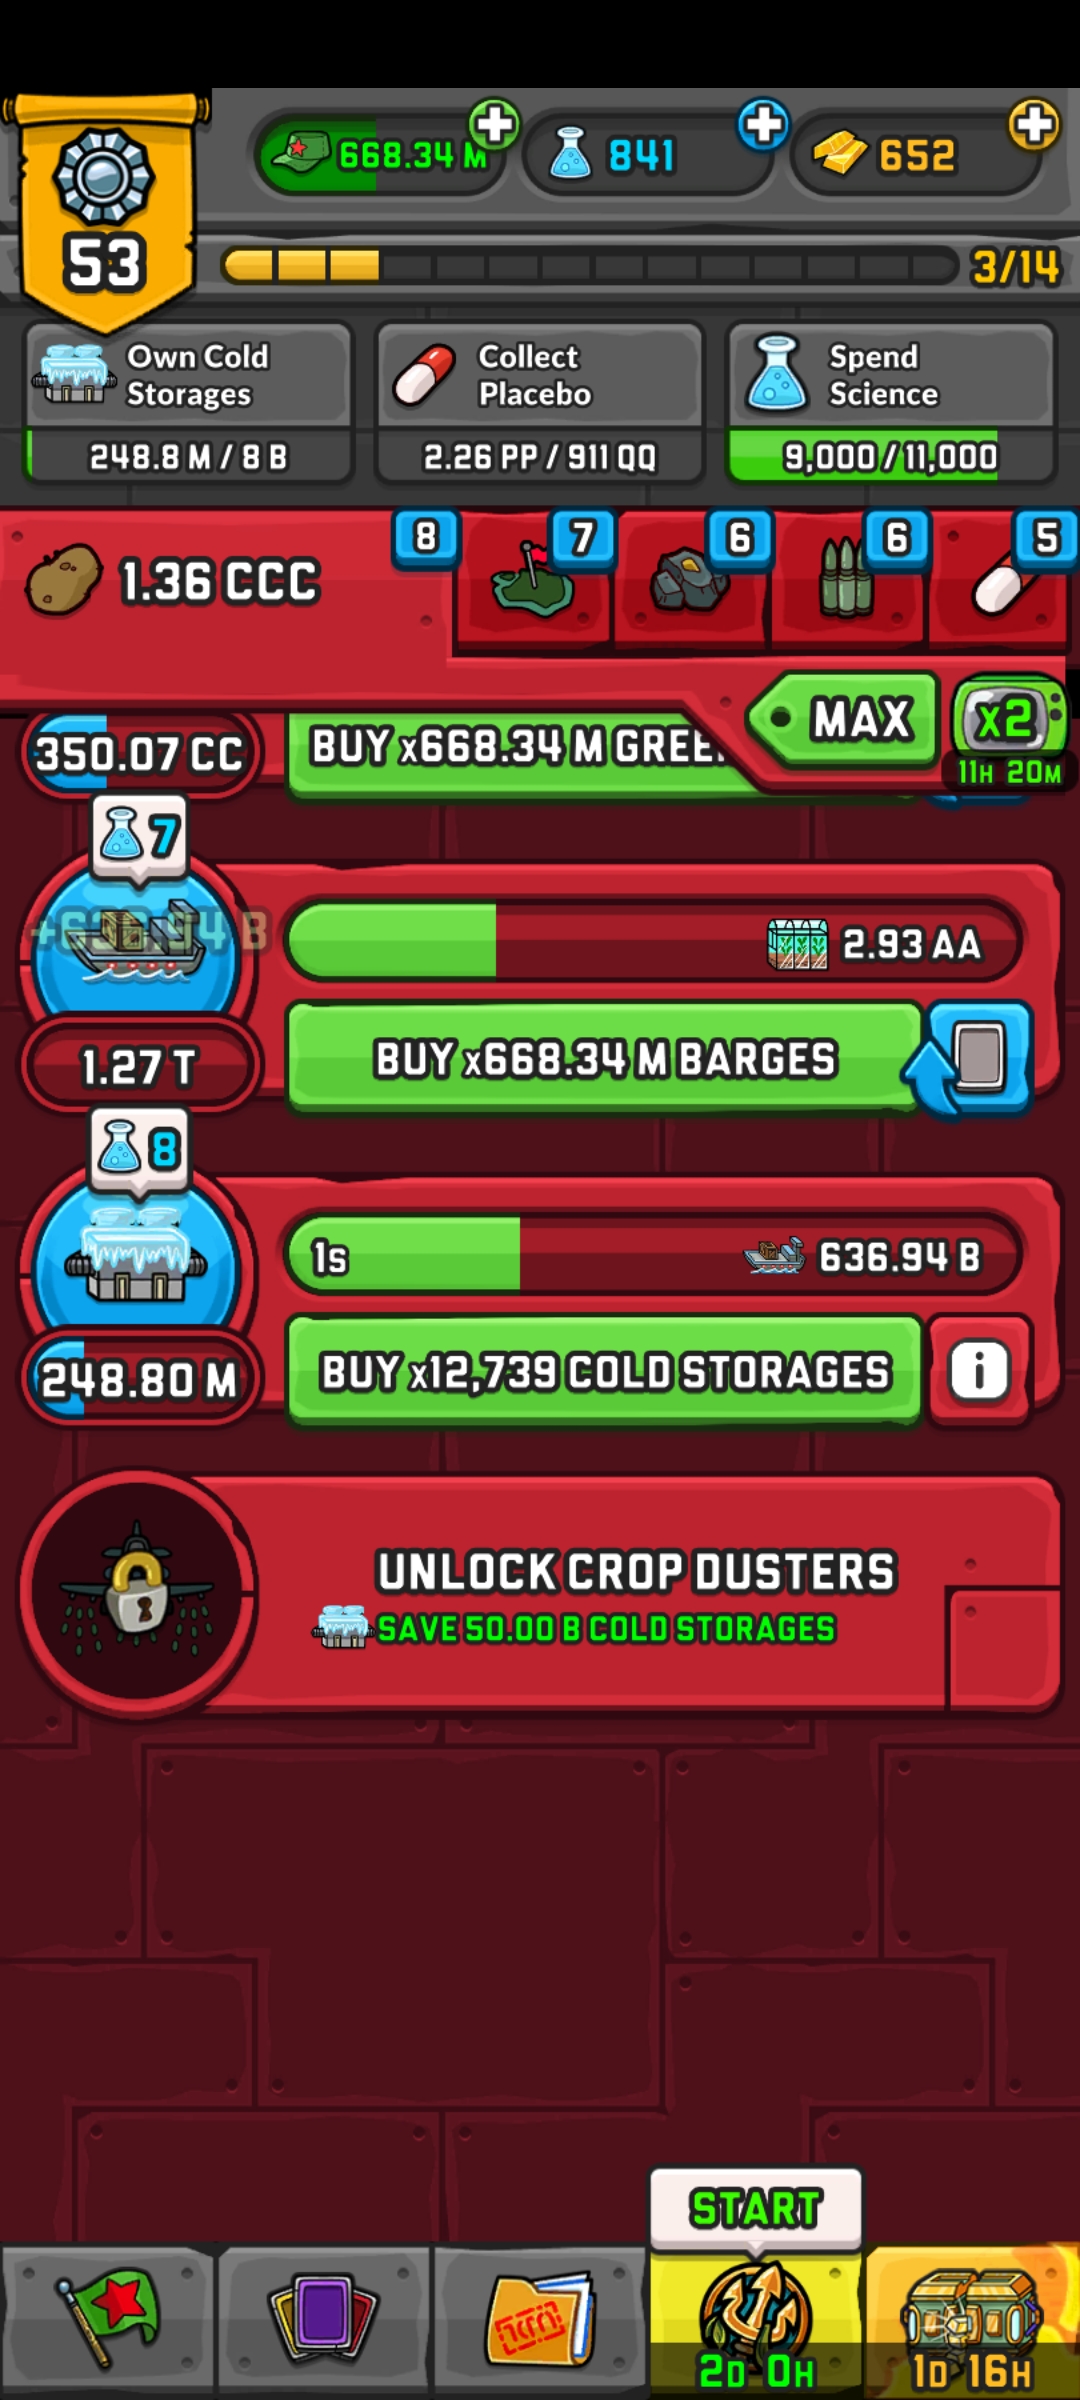 668.34 M
841
652
53
3/14
Own Cold
Storages
248.8 M / 8 B
Collect
Placebo
2.26 PP / 911 QQ
Spend
Science
9,000 / 11,000
1.36 CCC
8
7
6
6
5
MAX
x2
11H 20M
350.07 CC
BUY x668.34 M GREE
7
+636.94 B
2.93 AA
1.27 T
BUY x668.34 M BARGES
8
1s
636.94 B
248.80 M
BUY x12,739 COLD STORAGES
i
UNLOCK CROP DUSTERS
SAVE 50.00 B COLD STORAGES
START
2D 0H
1D 16H